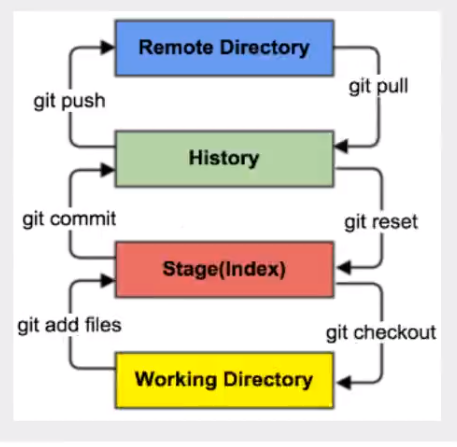 Remote Directory
git push
git pull
History
git commit
git reset
Stage(Index)
git add files
git checkout
Working Directory